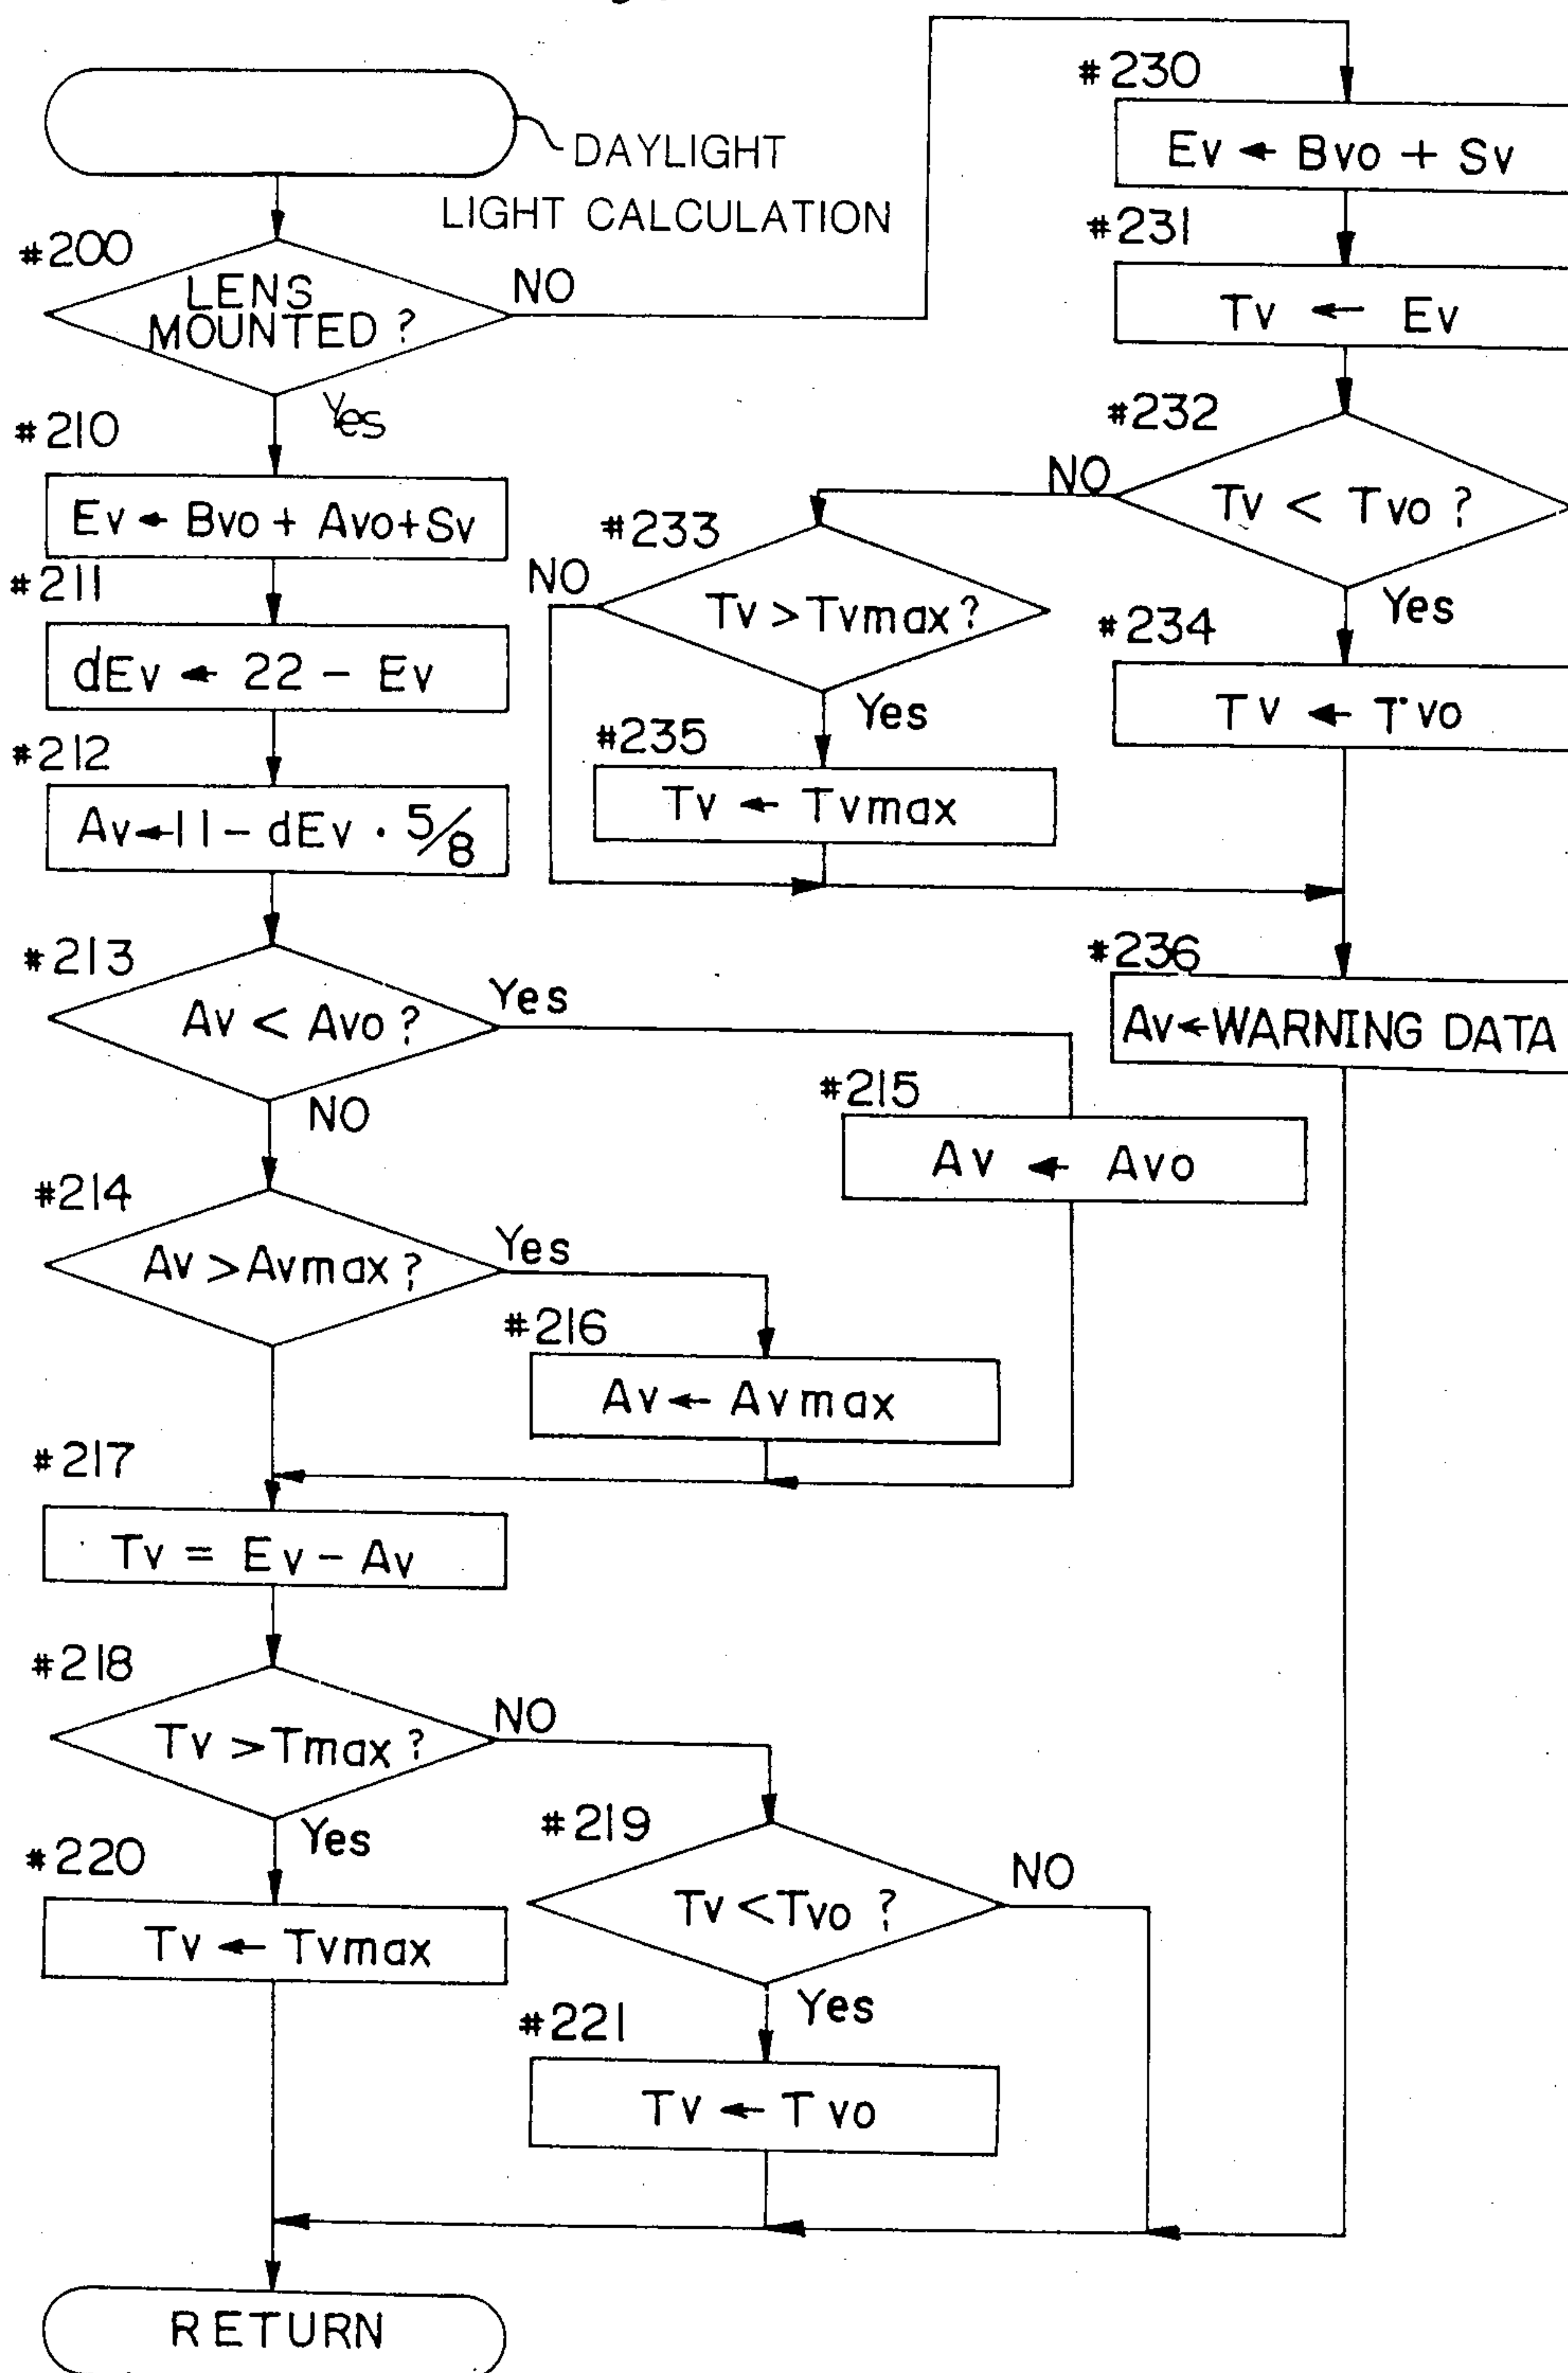 DAYLIGHT
LIGHT CALCULATION
#200
LENS
MOUNTED ?
NO
Yes
#210
Ev ← Bvo + Avo+Sv
#211
dEv ← 22 - Ev
#212
Av←11-dEv · 5/8
#213
Av < Avo ?
Yes
NO
#214
Av >Avmax ?
Yes
#215
Av ← Avo
#216
Av ← Avmax
#217
Tv = Ev - Av
#218
Tv >Tmax ?
NO
Yes
#219
Tv <Tvo ?
NO
Yes
#220
Tv ← Tvmax
#221
Tv ← Tvo
RETURN
#230
Ev ← Bvo + Sv
#231
Tv ← Ev
#232
Tv < Tvo ?
NO
Yes
#233
Tv >Tvmax ?
NO
Yes
#234
Tv ← Tvo
#235
Tv ← Tvmax
#236
Av←WARNING DATA